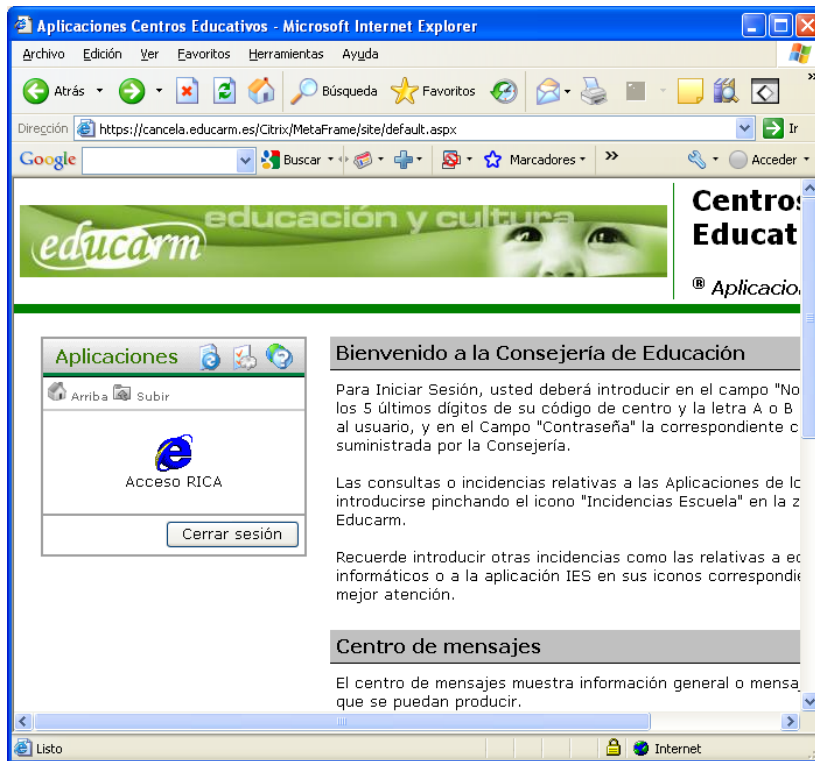 Aplicaciones Centros Educativos - Microsoft Internet Explorer
Archivo Edición Ver Favoritos Herramientas Ayuda
Atrás Búsqueda Favoritos »
Dirección https://cancela.educarm.es/Citrix/MetaFrame/site/default.aspx Ir
Google Buscar Marcadores » Acceder
educación y cultura
educarm
Centros
Educat
® Aplicacio
Aplicaciones
Arriba Subir
Acceso RICA
Cerrar sesión
Bienvenido a la Consejería de Educación
Para Iniciar Sesión, usted deberá introducir en el campo "No
los 5 últimos dígitos de su código de centro y la letra A o B
al usuario, y en el Campo "Contraseña" la correspondiente c
suministrada por la Consejería.
Las consultas o incidencias relativas a las Aplicaciones de lo
introducirse pinchando el icono "Incidencias Escuela" en la z
Educarm.
Recuerde introducir otras incidencias como las relativas a eq
informáticos o a la aplicación IES en sus iconos correspondie
mejor atención.
Centro de mensajes
El centro de mensajes muestra información general o mensa
que se puedan producir.
Listo Internet